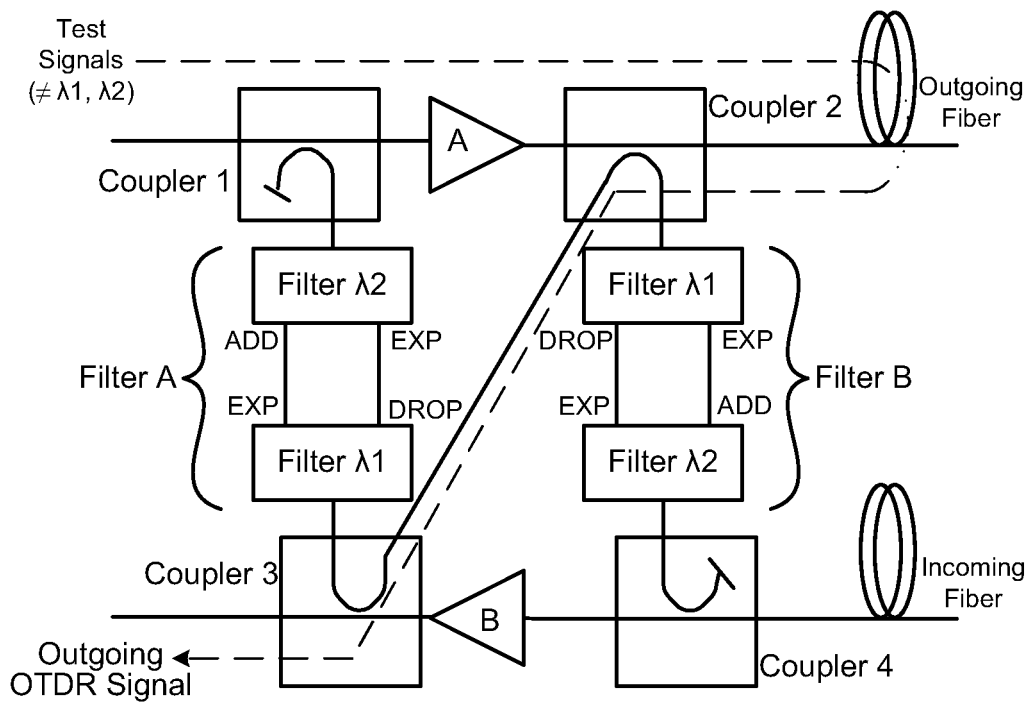 Test
Signals
(≠ λ1, λ2)
Coupler 1
A
Coupler 2
Outgoing
Fiber
Filter λ2
Filter λ1
ADD
EXP
DROP
EXP
Filter A
Filter B
EXP
DROP
EXP
ADD
Filter λ1
Filter λ2
Coupler 3
B
Incoming
Fiber
Outgoing
OTDR Signal
Coupler 4